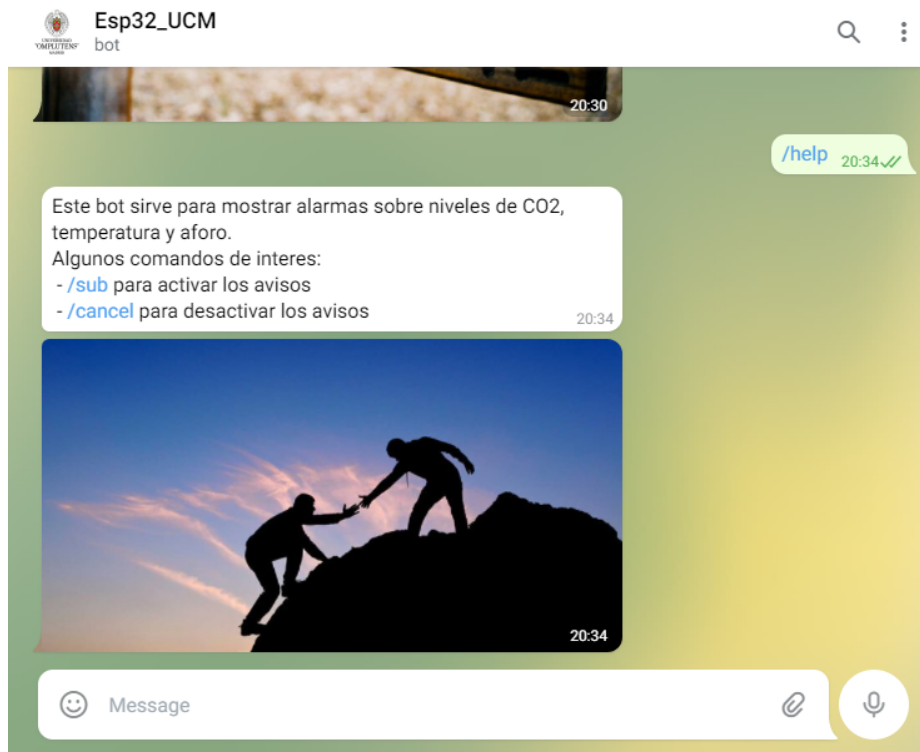 Esp32_UCM
bot
20:30
/help 20:34
Este bot sirve para mostrar alarmas sobre niveles de CO2,
temperatura y aforo.
Algunos comandos de interes:
- /sub para activar los avisos
- /cancel para desactivar los avisos
20:34
20:34
Message